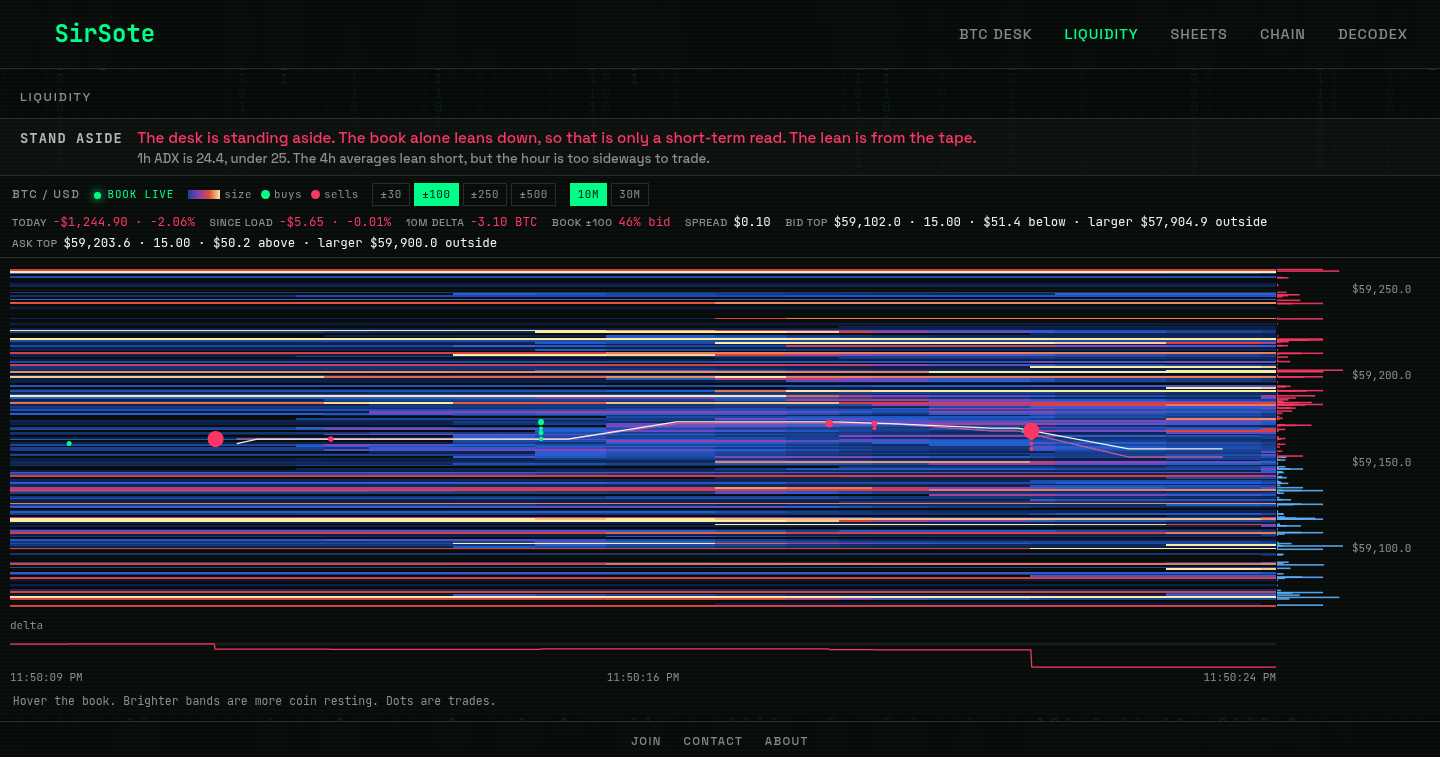 SirSote
BTC DESK LIQUIDITY SHEETS CHAIN DECODEX
LIQUIDITY
STAND ASIDE The desk is standing aside. The book alone leans down, so that is only a short-term read. The lean is from the tape.
1h ADX is 24.4, under 25. The 4h averages lean short, but the hour is too sideways to trade.
BTC / USD BOOK LIVE size buys sells ±30 ±100 ±250 ±500 10M 30M
TODAY -$1,244.90 · -2.06% SINCE LOAD -$5.65 · -0.01% 10M DELTA -3.10 BTC BOOK ±100 46% bid SPREAD $0.10 BID TOP $59,102.0 · 15.00 · $51.4 below · larger $57,904.9 outside
ASK TOP $59,203.6 · 15.00 · $50.2 above · larger $59,900.0 outside
$59,250.0
$59,200.0
$59,150.0
$59,100.0
delta
11:50:09 PM 11:50:16 PM 11:50:24 PM
Hover the book. Brighter bands are more coin resting. Dots are trades.
JOIN CONTACT ABOUT